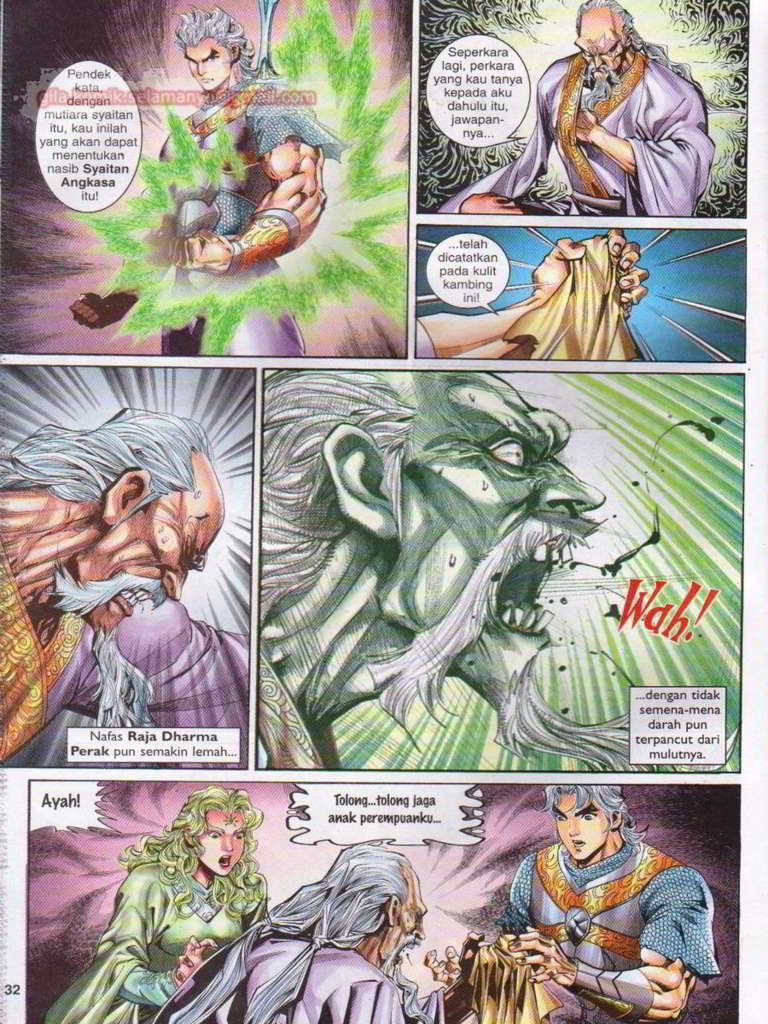 Pendek
kata,
dengan
mutiara syaitan
itu, kau inilah
yang akan dapat
menentukan
nasib Syaitan
Angkasa
itu!
Seperkara
lagi, perkara
yang kau tanya
kepada aku
dahulu itu,
jawapan-
nya...
...telah
dicatatkan
pada kulit
kambing
ini!
Nafas Raja Dharma
Perak pun semakin lemah...
Wah!
...dengan tidak
semena-mena
darah pun
terpancut dari
mulutnya.
Ayah!
Tolong...tolong jaga
anak perempuanku...
32